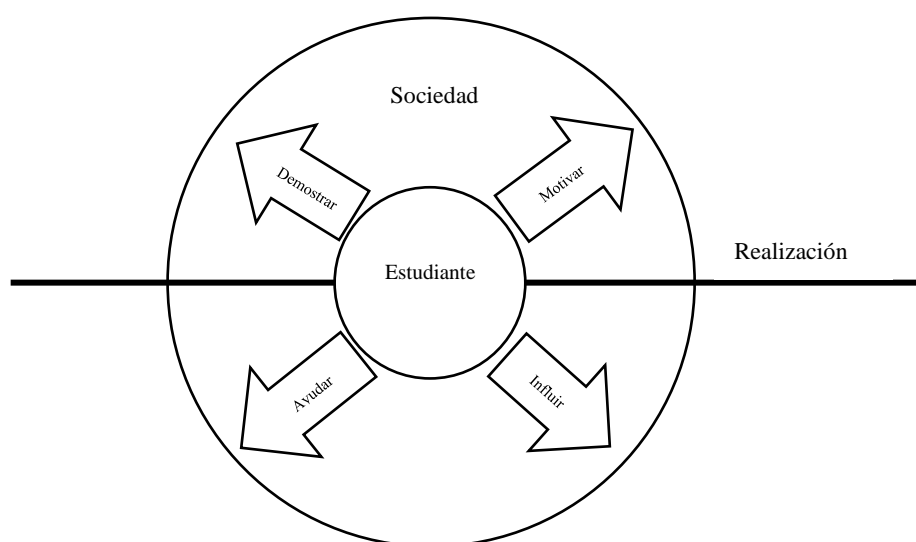 Sociedad
Demostrar
Motivar
Realización
Estudiante
Ayudar
Influir